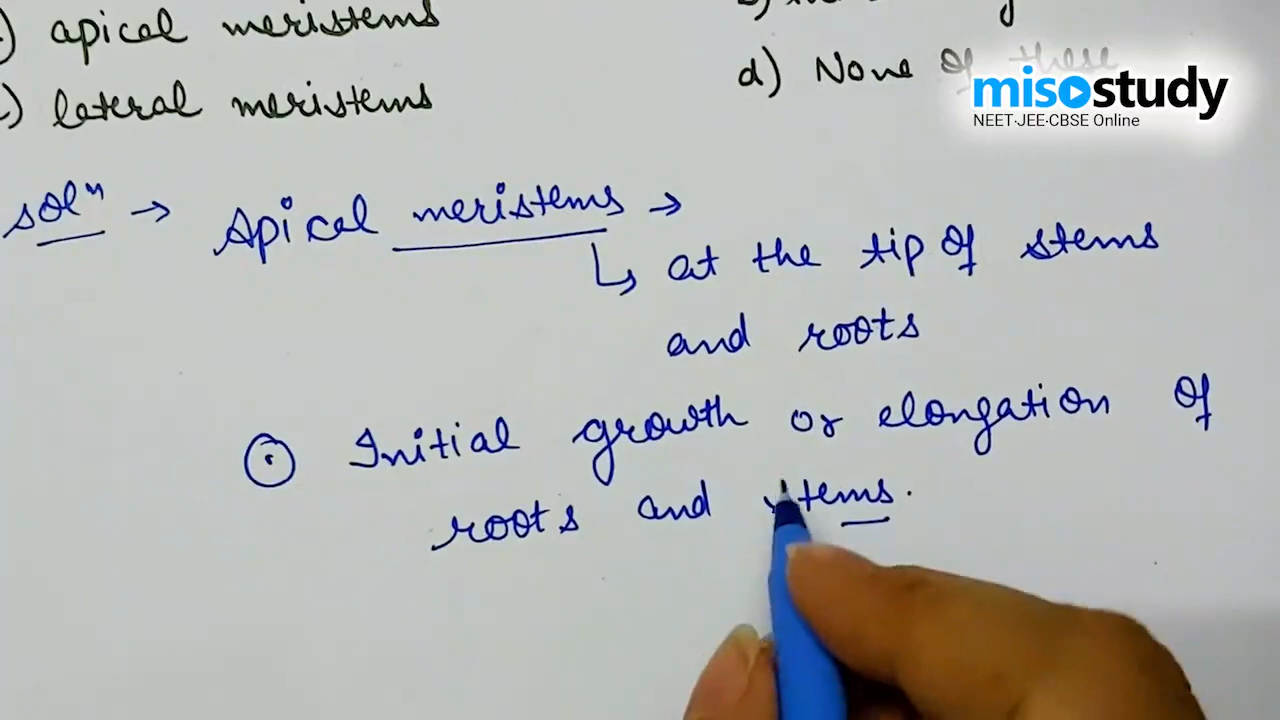 ) apical meristems
d) None of these
) lateral meristems
misostudy
NEET·JEE·CBSE Online
solⁿ → Apical meristems →
↳ at the tip of stems
and roots
⊙ Initial growth or elongation of
roots and stems.